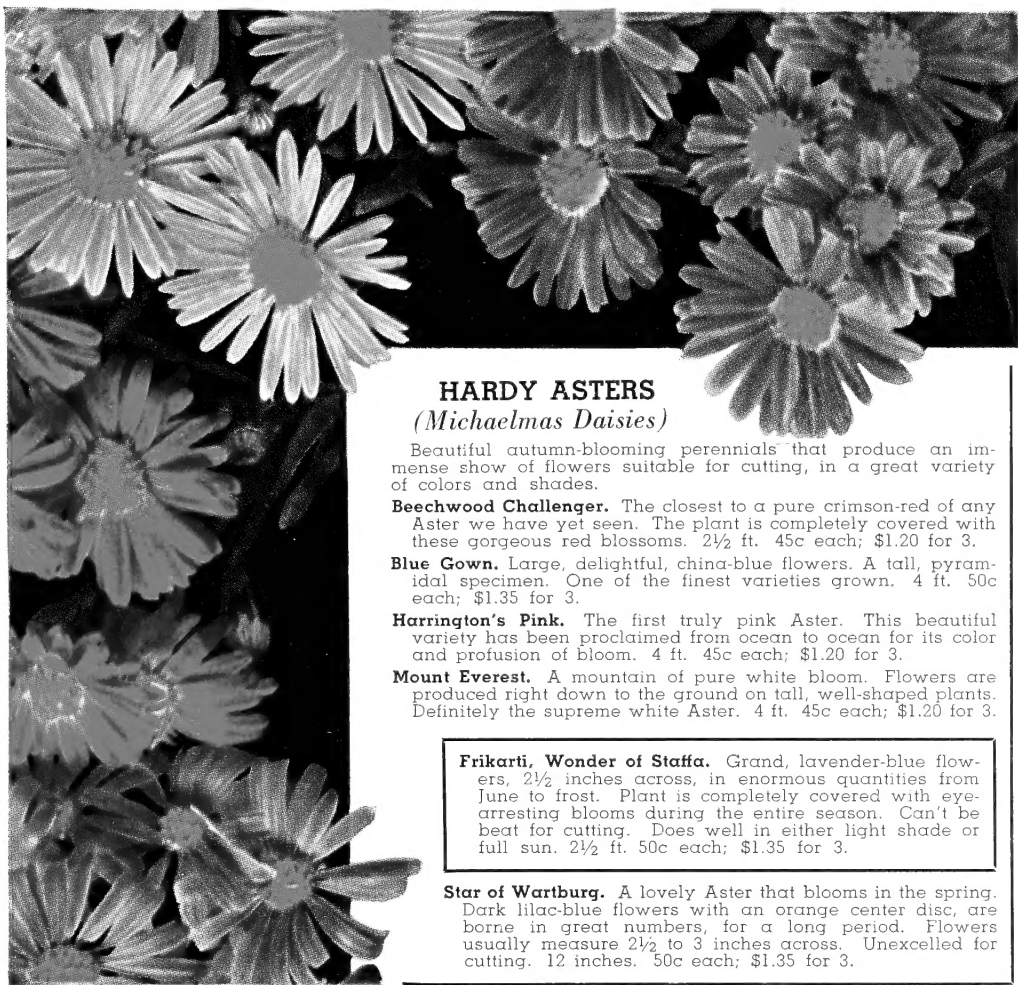 HARDY ASTERS
(Michaelmas Daisies)
Beautiful autumn-blooming perennials that produce an im-
mense show of flowers suitable for cutting, in a great variety
of colors and shades.
Beechwood Challenger. The closest to a pure crimson-red of any
Aster we have yet seen. The plant is completely covered with
these gorgeous red blossoms. 2½ ft. 45c each; $1.20 for 3.
Blue Gown. Large, delightful, china-blue flowers. A tall, pyram-
idal specimen. One of the finest varieties grown. 4 ft. 50c
each; $1.35 for 3.
Harrington's Pink. The first truly pink Aster. This beautiful
variety has been proclaimed from ocean to ocean for its color
and profusion of bloom. 4 ft. 45c each; $1.20 for 3.
Mount Everest. A mountain of pure white bloom. Flowers are
produced right down to the ground on tall, well-shaped plants.
Definitely the supreme white Aster. 4 ft. 45c each; $1.20 for 3.
Frikarti, Wonder of Staffa. Grand, lavender-blue flow-
ers, 2½ inches across, in enormous quantities from
June to frost. Plant is completely covered with eye-
arresting blooms during the entire season. Can't be
beat for cutting. Does well in either light shade or
full sun. 2½ ft. 50c each; $1.35 for 3.
Star of Wartburg. A lovely Aster that blooms in the spring.
Dark lilac-blue flowers with an orange center disc, are
borne in great numbers, for a long period. Flowers
usually measure 2½ to 3 inches across. Unexcelled for
cutting. 12 inches. 50c each; $1.35 for 3.